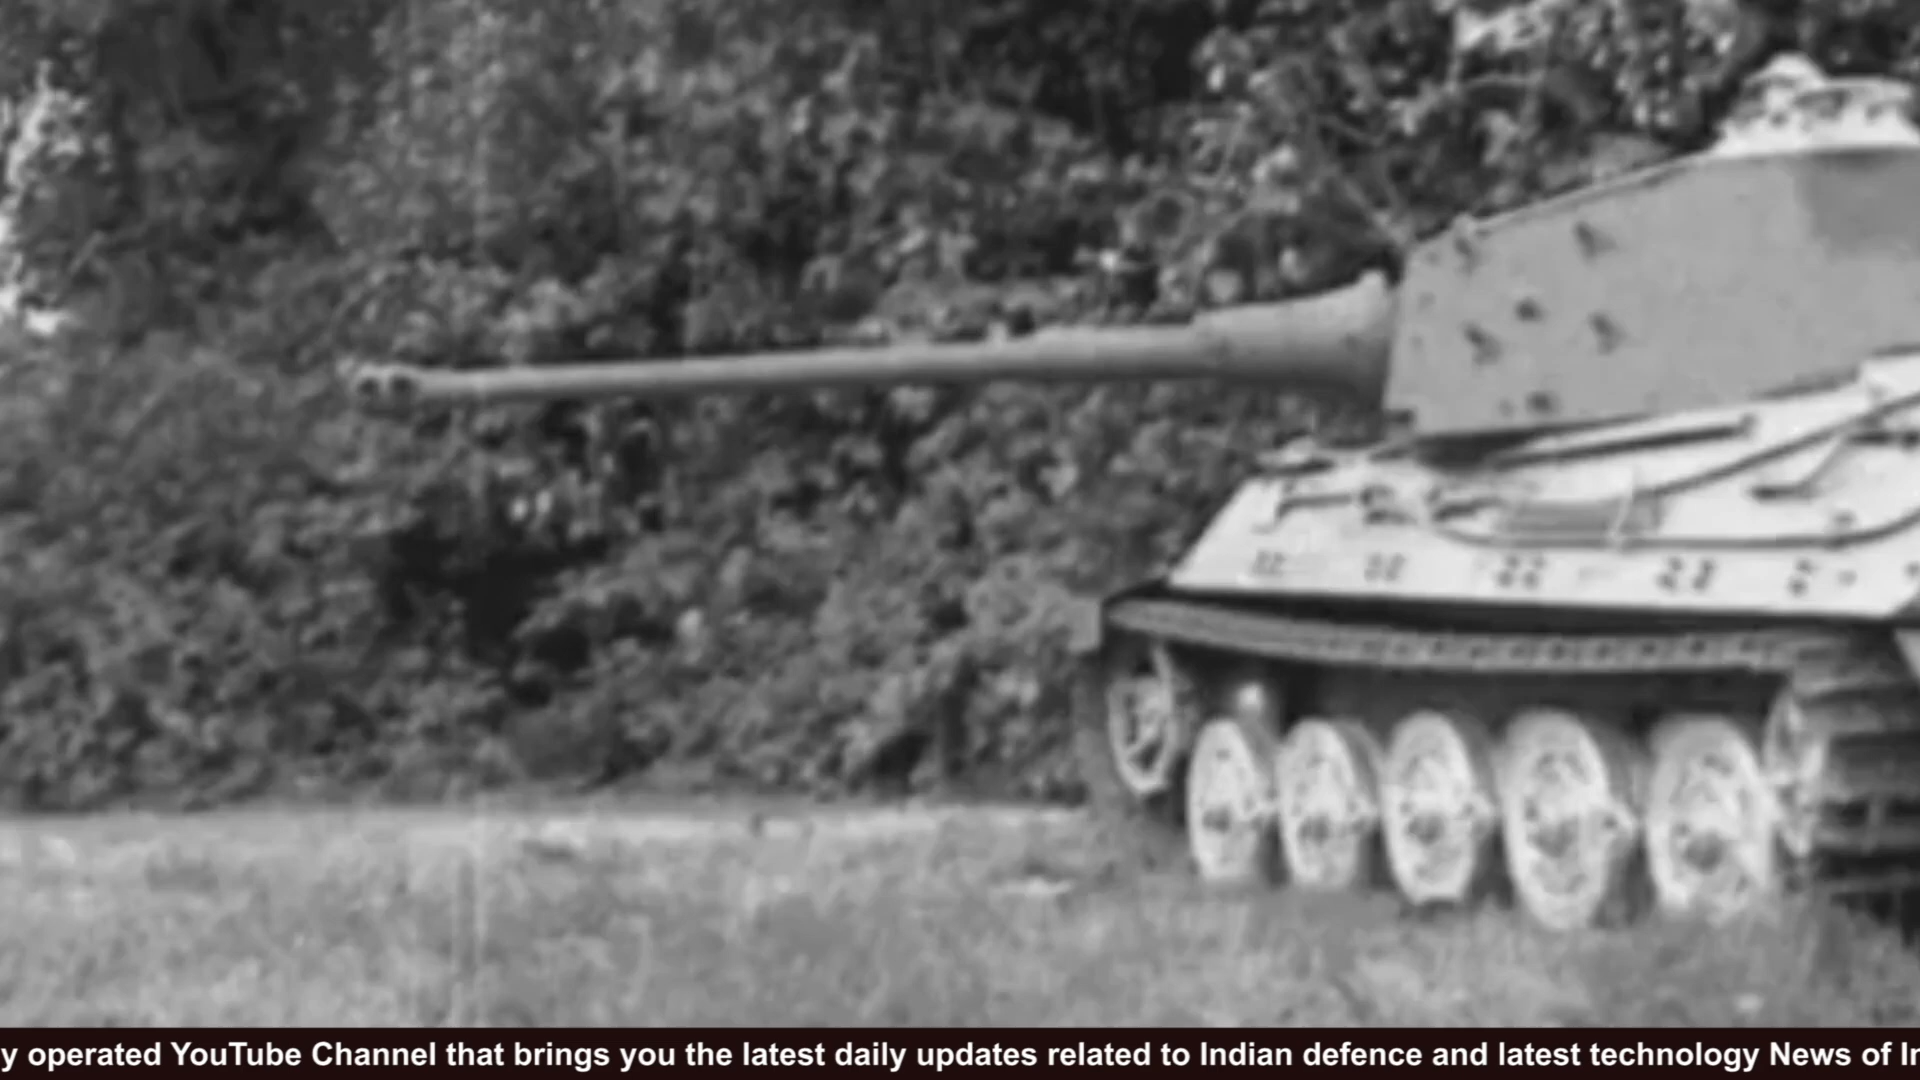 operated YouTube Channel that brings you the latest daily updates related to Indian defence and latest technology News of